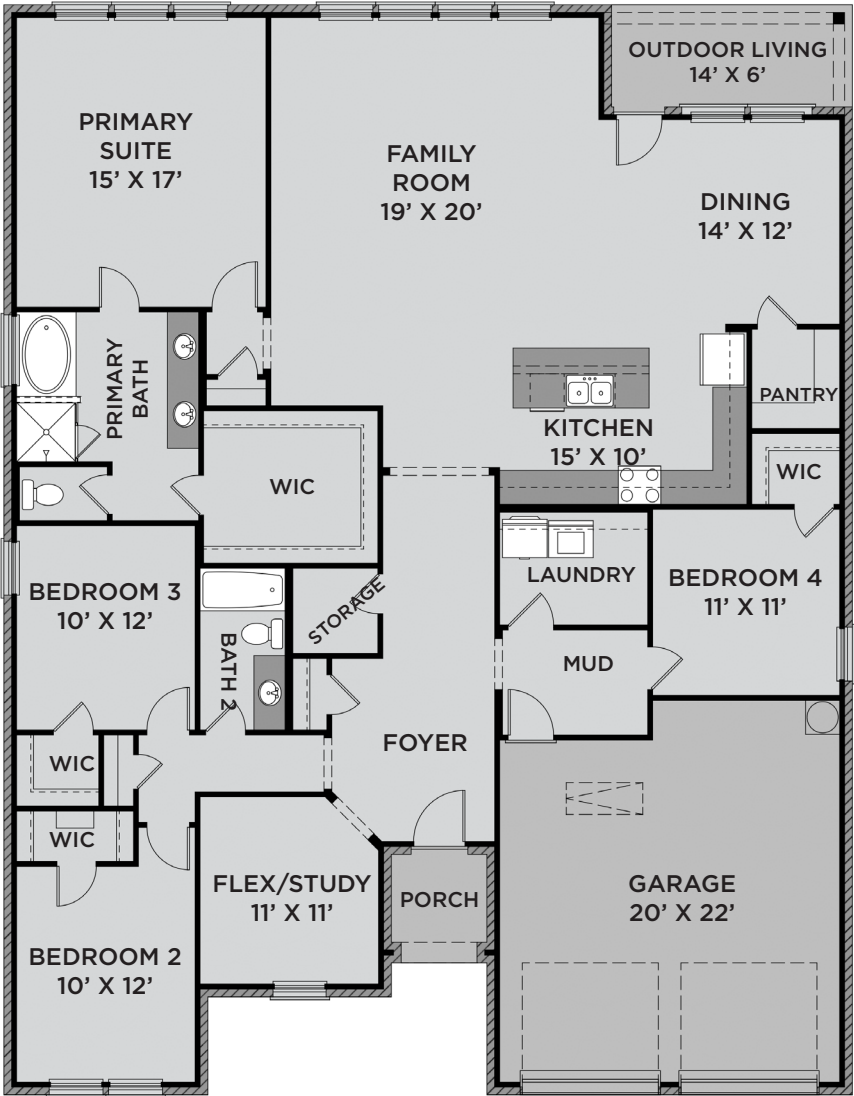 OUTDOOR LIVING
14’ X 6’
PRIMARY
SUITE
15’ X 17’
FAMILY
ROOM
19’ X 20’
DINING
14’ X 12’
PRIMARY
BATH
PANTRY
KITCHEN
15’ X 10’
WIC
WIC
BEDROOM 3
10’ X 12’
BATH 2
STORAGE
LAUNDRY
BEDROOM 4
11’ X 11’
MUD
FOYER
WIC
WIC
FLEX/STUDY
11’ X 11’
PORCH
GARAGE
20’ X 22’
BEDROOM 2
10’ X 12’